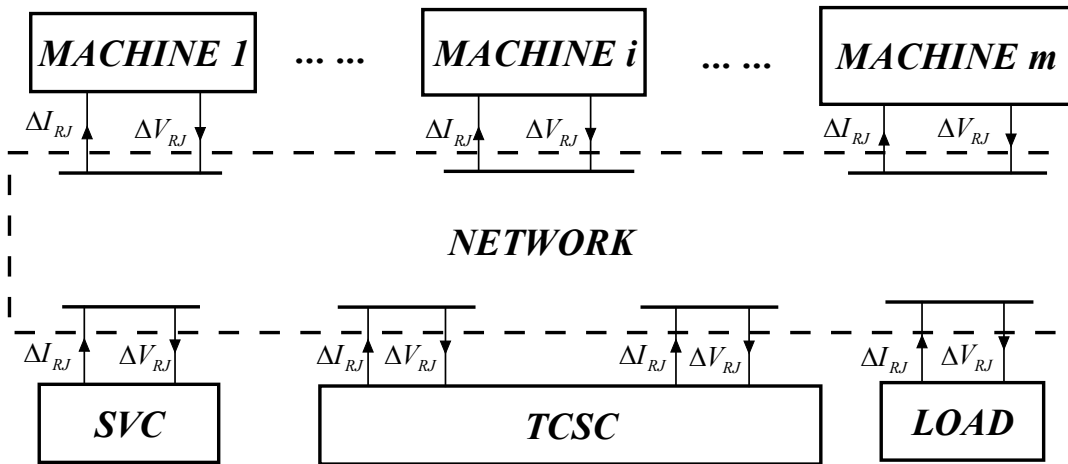 MACHINE 1 ... ... MACHINE i ... ... MACHINE m
ΔI_RJ ΔV_RJ ΔI_RJ ΔV_RJ ΔI_RJ ΔV_RJ
NETWORK
ΔI_RJ ΔV_RJ ΔI_RJ ΔV_RJ ΔI_RJ ΔV_RJ ΔI_RJ ΔV_RJ
SVC TCSC LOAD